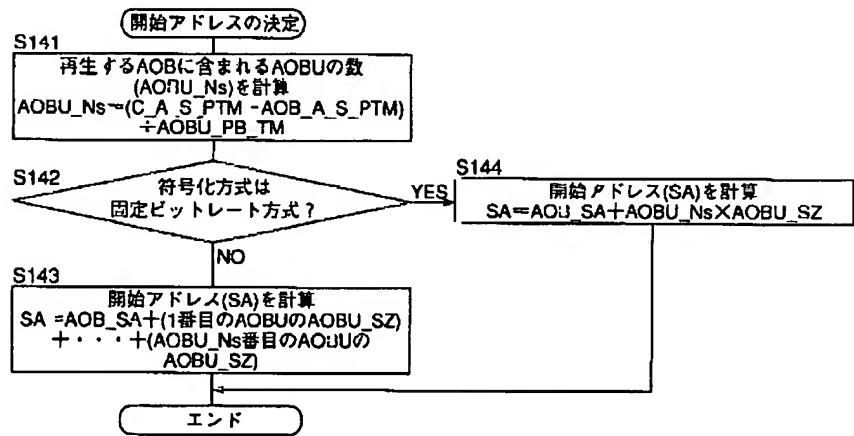 開始アドレスの決定
S141
再生するAOBに含まれるAOBUの数
(AOBU_Ns)を計算
AOBU_Ns=(C_A_S_PTM -AOB_A_S_PTM)
÷AOBU_PB_TM
S142
符号化方式は
固定ビットレート方式?
YES
S144
開始アドレス(SA)を計算
SA=AOB_SA+AOBU_Ns×AOBU_SZ
NO
S143
開始アドレス(SA)を計算
SA =AOB_SA+(1番目のAOBUのAOBU_SZ)
+・・・+(AOBU_Ns番目のAOBUの
AOBU_SZ)
エンド